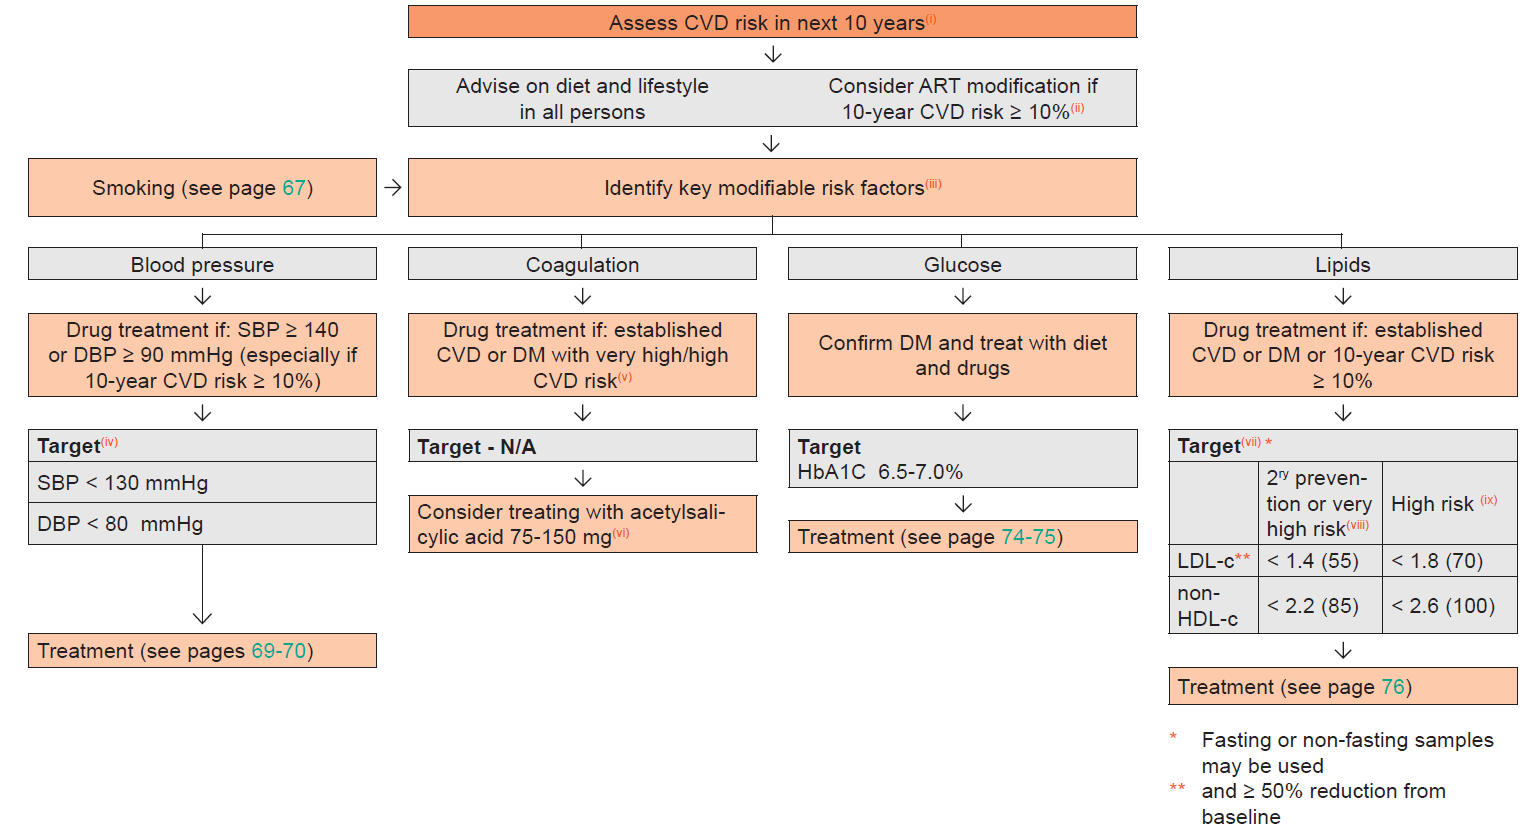 Assess CVD risk in next 10 years(i)
Advise on diet and lifestyle
in all persons
Consider ART modification if
10-year CVD risk ≥ 10%(ii)
Smoking (see page 67)
Identify key modifiable risk factors(iii)
Blood pressure
Drug treatment if: SBP ≥ 140
or DBP ≥ 90 mmHg (especially if
10-year CVD risk ≥ 10%)
Target(iv)
SBP < 130 mmHg
DBP < 80 mmHg
Treatment (see pages 69-70)
Coagulation
Drug treatment if: established
CVD or DM with very high/high
CVD risk(v)
Target - N/A
Consider treating with acetylsali-
cylic acid 75-150 mg(vi)
Glucose
Confirm DM and treat with diet
and drugs
Target
HbA1C 6.5-7.0%
Treatment (see page 74-75)
Lipids
Drug treatment if: established
CVD or DM or 10-year CVD risk
≥ 10%
Target(vii) *
2ry preven-
tion or very
high risk(viii)
High risk (ix)
LDL-c** < 1.4 (55) < 1.8 (70)
non-
HDL-c < 2.2 (85) < 2.6 (100)
Treatment (see page 76)
* Fasting or non-fasting samples
may be used
** and ≥ 50% reduction from
baseline